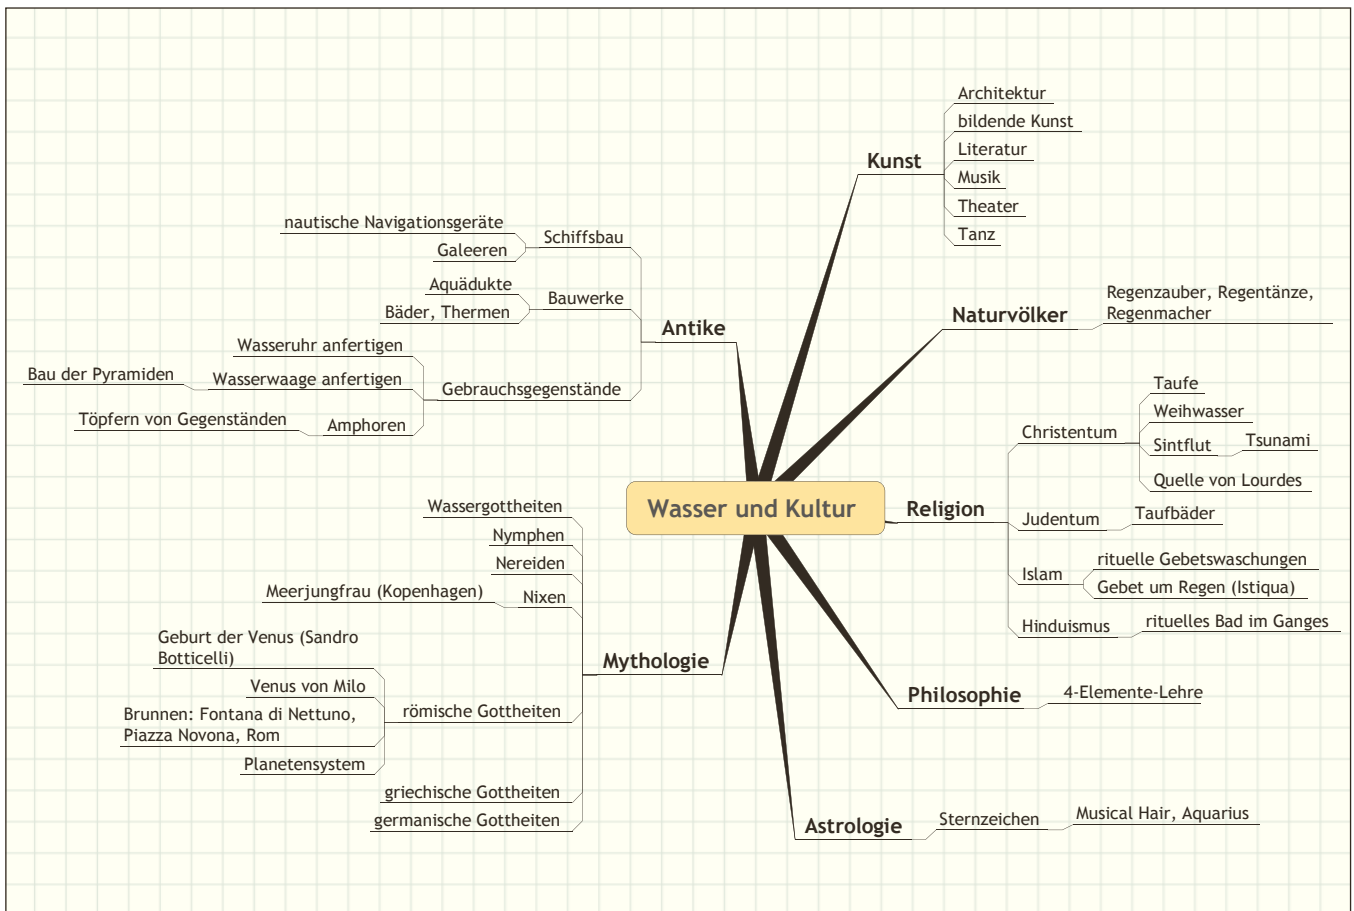 Wasser und Kultur
Kunst
Architektur
bildende Kunst
Literatur
Musik
Theater
Tanz
Naturvölker
Regenzauber, Regentänze,
Regenmacher
Religion
Christentum
Taufe
Weihwasser
Sintflut
Tsunami
Quelle von Lourdes
Judentum
Taufbäder
Islam
rituelle Gebetswaschungen
Gebet um Regen (Istiqua)
Hinduismus
rituelles Bad im Ganges
Philosophie
4-Elemente-Lehre
Astrologie
Sternzeichen
Musical Hair, Aquarius
Antike
Schiffsbau
nautische Navigationsgeräte
Galeeren
Bauwerke
Aquädukte
Bäder, Thermen
Gebrauchsgegenstände
Wasseruhr anfertigen
Wasserwaage anfertigen
Bau der Pyramiden
Amphoren
Töpfern von Gegenständen
Mythologie
Wassergottheiten
Nymphen
Nereiden
Nixen
Meerjungfrau (Kopenhagen)
römische Gottheiten
Geburt der Venus (Sandro
Botticelli)
Venus von Milo
Brunnen: Fontana di Nettuno,
Piazza Novona, Rom
Planetensystem
griechische Gottheiten
germanische Gottheiten